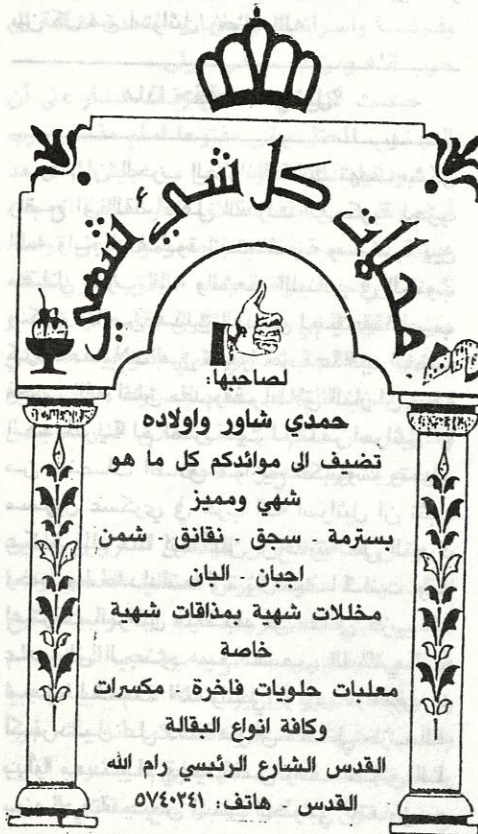 محلات كل شيء شهي
لصاحبها:
حمدي شاور واولاده
تضيف الى موائدكم كل ما هو
شهي ومميز
بسترمة - سجق - نقانق - شمن
اجبان - البان
مخللات شهية بمذاقات شهية
خاصة
معلبات حلويات فاخرة - مكسرات
وكافة انواع البقالة
القدس الشارع الرئيسي رام الله
القدس . هاتف: ٥٧٤٠٢٤١